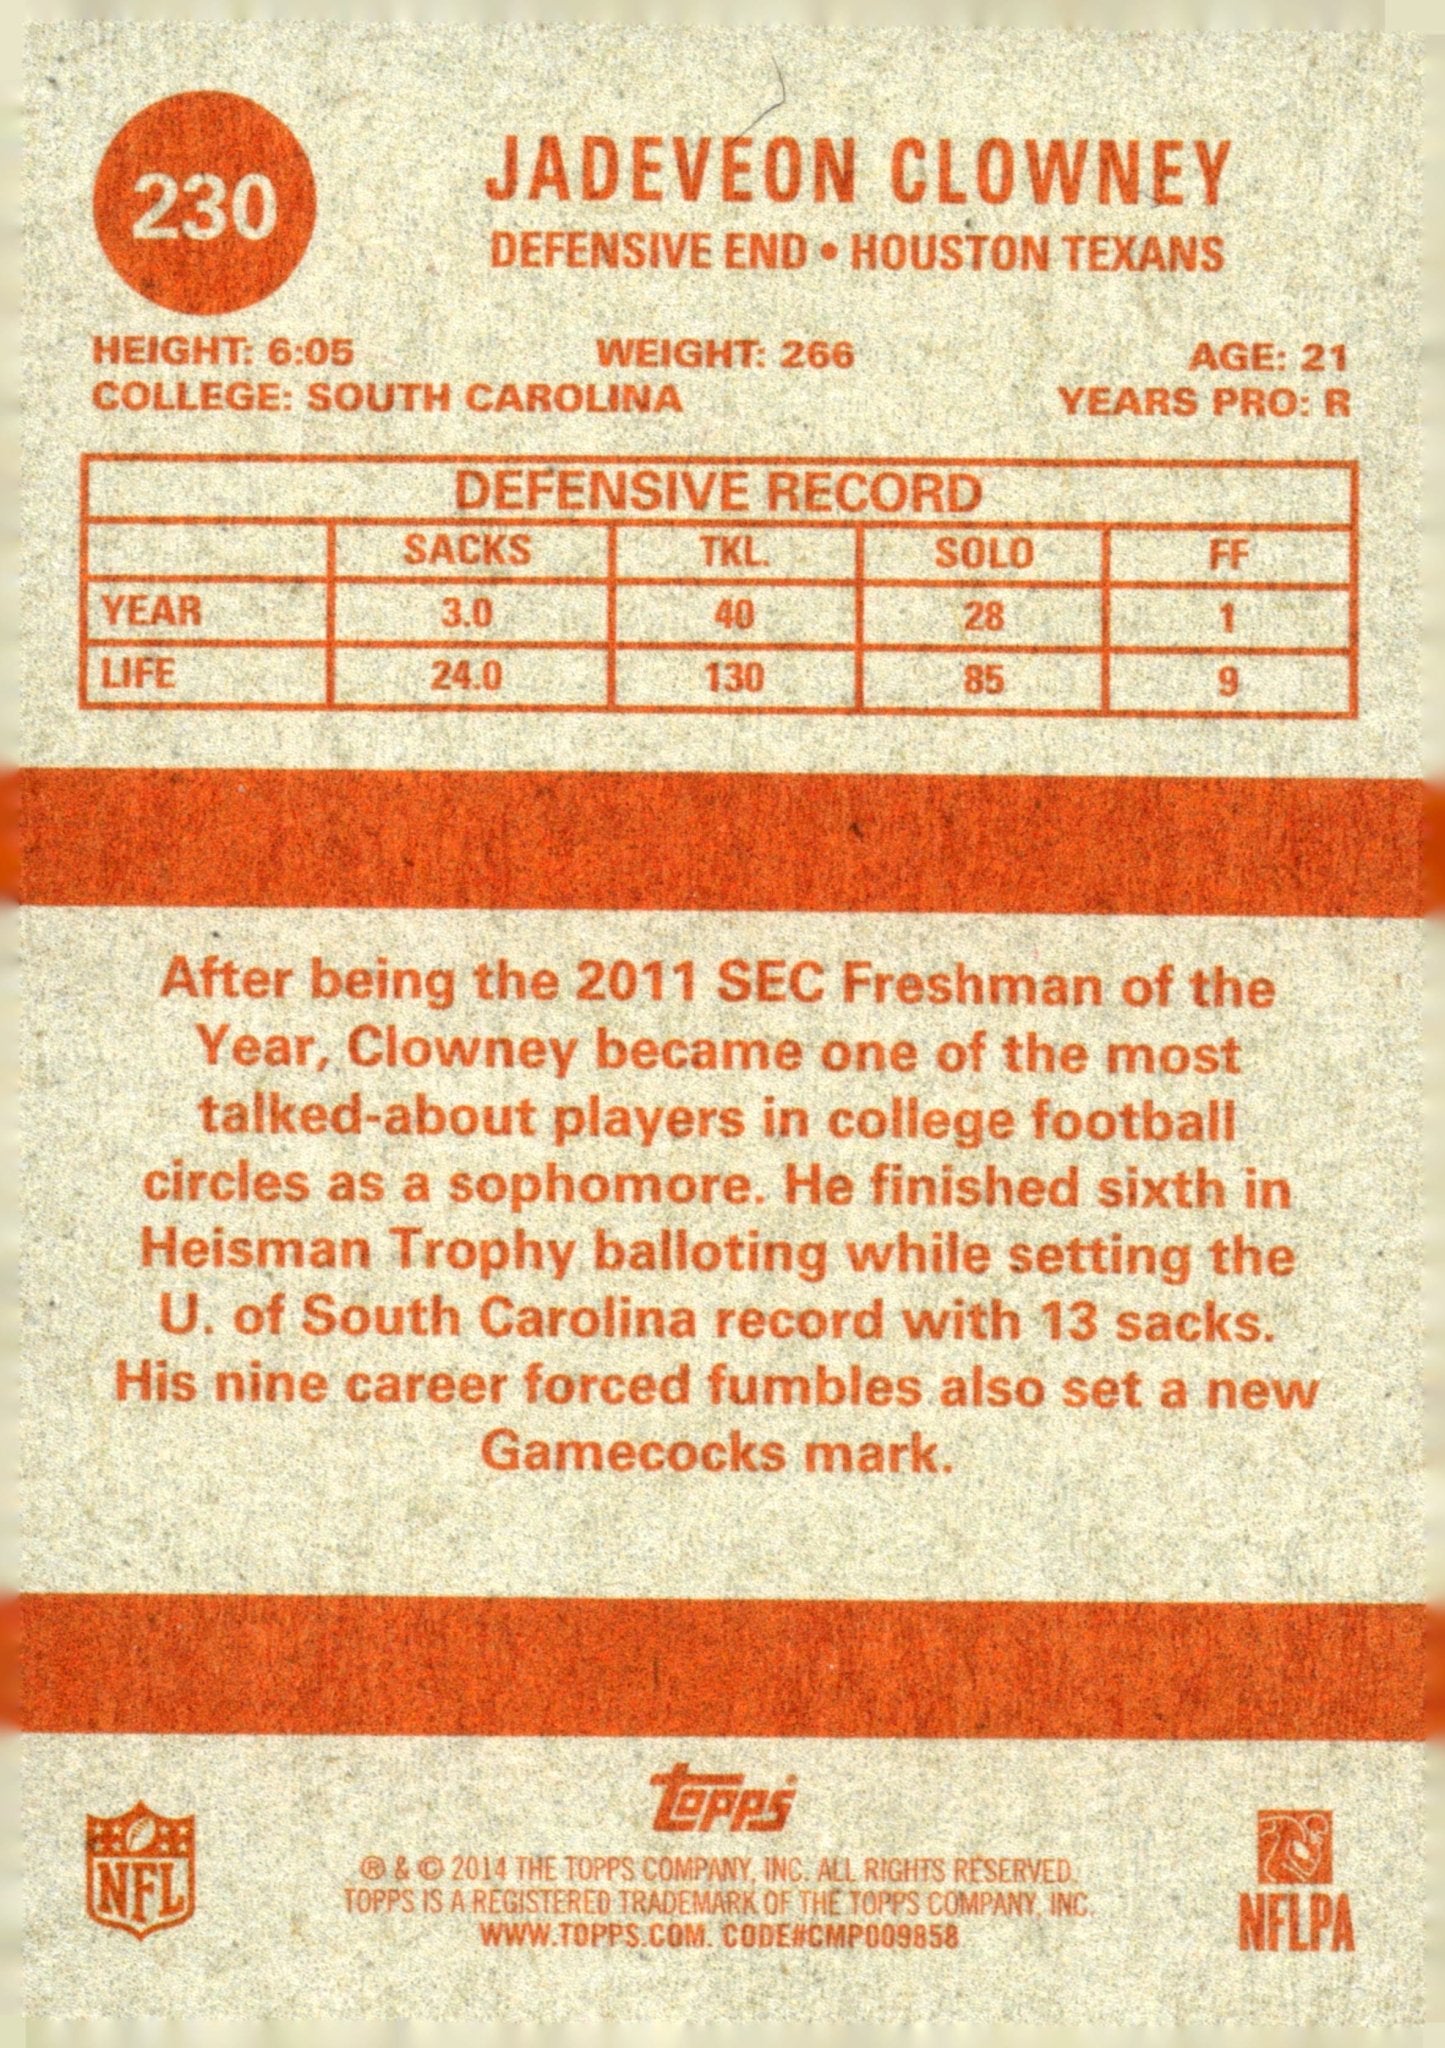 230
JADEVEON CLOWNEY
DEFENSIVE END • HOUSTON TEXANS
HEIGHT: 6:05 WEIGHT: 266 AGE: 21
COLLEGE: SOUTH CAROLINA YEARS PRO: R
DEFENSIVE RECORD
SACKS TKL. SOLO FF
YEAR 3.0 40 28 1
LIFE 24.0 130 85 9
After being the 2011 SEC Freshman of the
Year, Clowney became one of the most
talked-about players in college football
circles as a sophomore. He finished sixth in
Heisman Trophy balloting while setting the
U. of South Carolina record with 13 sacks.
His nine career forced fumbles also set a new
Gamecocks mark.
topps
® & © 2014 THE TOPPS COMPANY, INC. ALL RIGHTS RESERVED.
TOPPS IS A REGISTERED TRADEMARK OF THE TOPPS COMPANY, INC.
WWW.TOPPS.COM. CODE#CMP009858
NFL
NFLPA